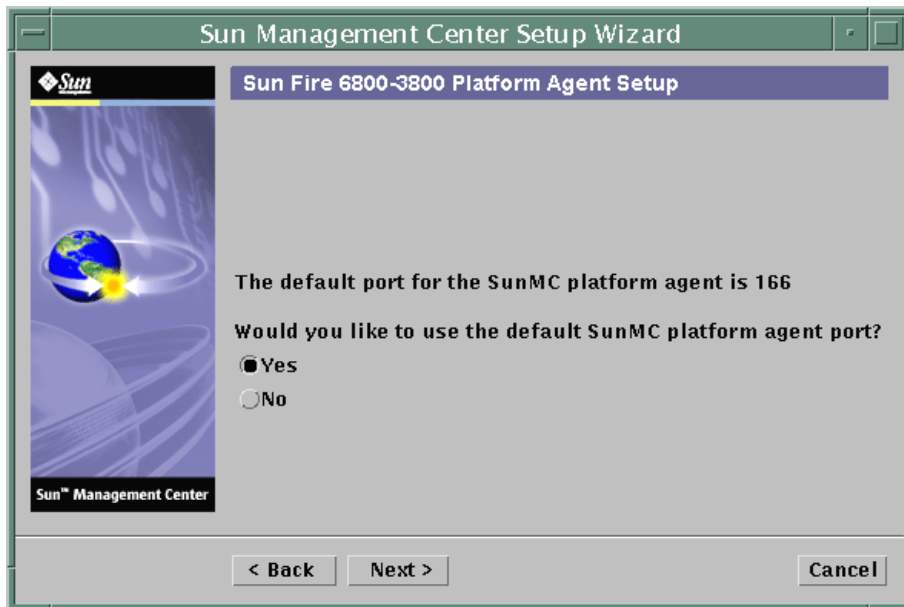 Sun Management Center Setup Wizard
Sun
Sun Fire 6800-3800 Platform Agent Setup
The default port for the SunMC platform agent is 166
Would you like to use the default SunMC platform agent port?
Yes
No
Sun™ Management Center
< Back
Next >
Cancel